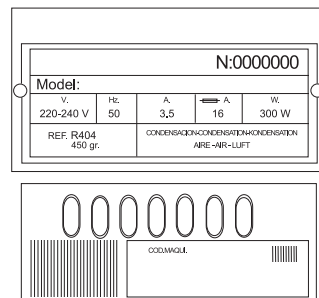 N:0000000
Model:
V. Hz. A. A. W.
220-240 V 50 3.5 16 300 W
REF. R404 CONDENSACION-CONDENSATION-KONDENSATION
450 gr. AIRE-AIR-LUFT
COD.MAQUI.